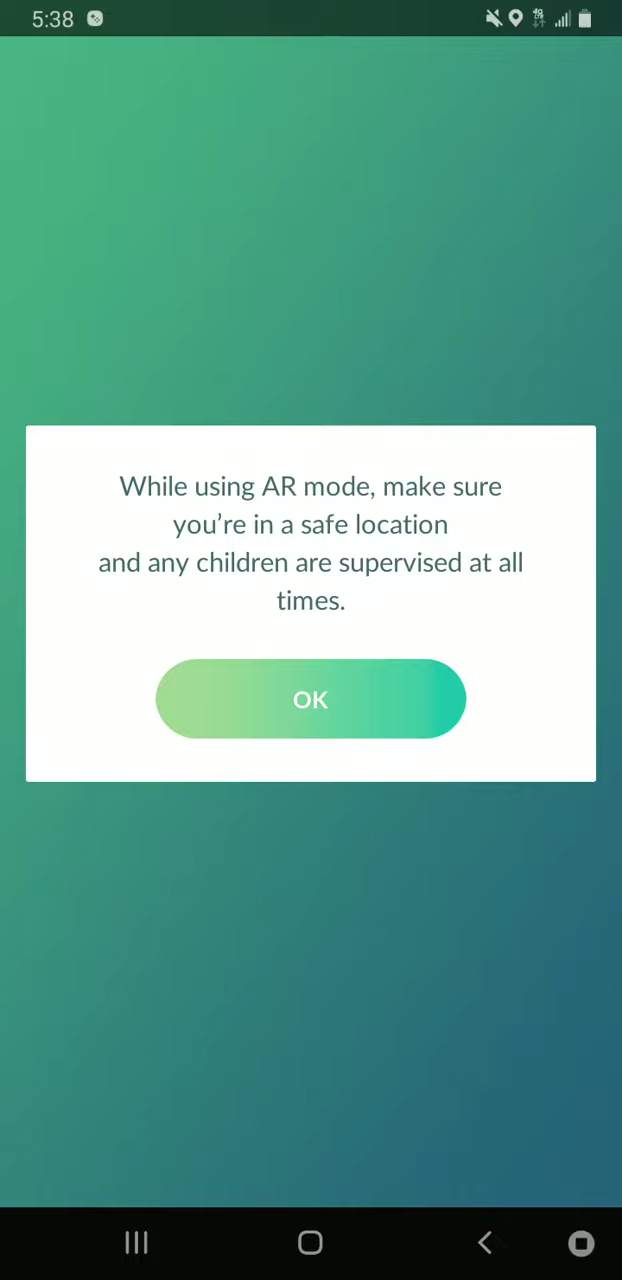 5:38
While using AR mode, make sure
you’re in a safe location
and any children are supervised at all
times.
OK